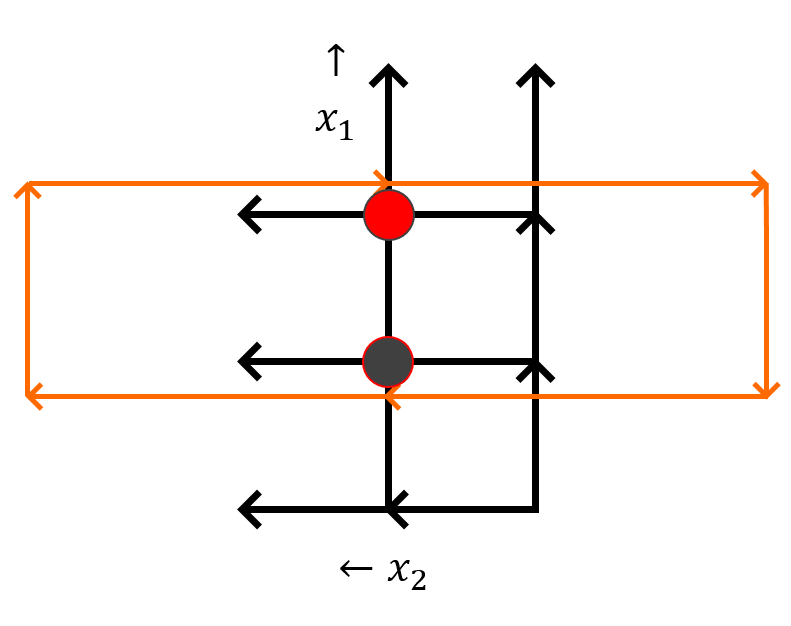 ↑
x₁
← x₂